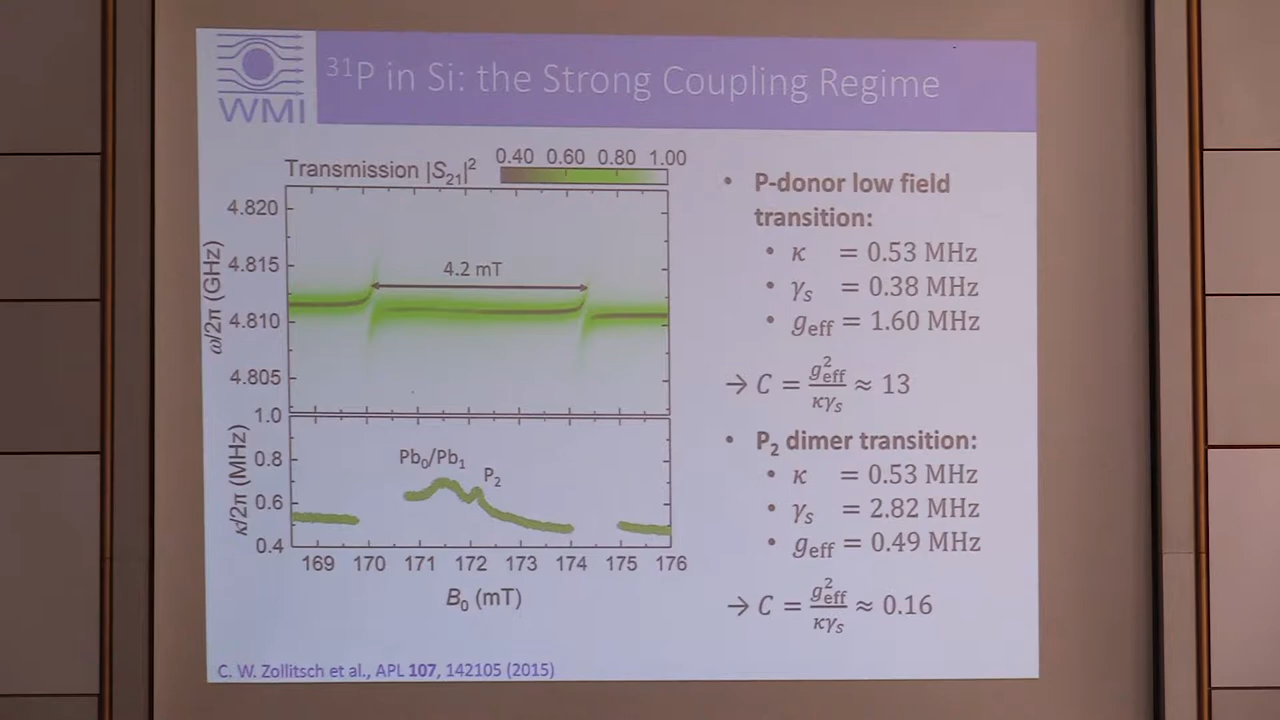 WMI
³¹P in Si: the Strong Coupling Regime
Transmission |S₂₁|²
0.40 0.60 0.80 1.00
4.820
4.815
4.810
4.805
ω/2π (GHz)
4.2 mT
1.0
0.8
0.6
0.4
κ/2π (MHz)
Pb₀/Pb₁
P₂
169 170 171 172 173 174 175 176
B₀ (mT)
• P-donor low field
transition:
• κ = 0.53 MHz
• γₛ = 0.38 MHz
• g_eff = 1.60 MHz
→ C = g²_eff / κγₛ ≈ 13
• P₂ dimer transition:
• κ = 0.53 MHz
• γₛ = 2.82 MHz
• g_eff = 0.49 MHz
→ C = g²_eff / κγₛ ≈ 0.16
C. W. Zollitsch et al., APL 107, 142105 (2015)